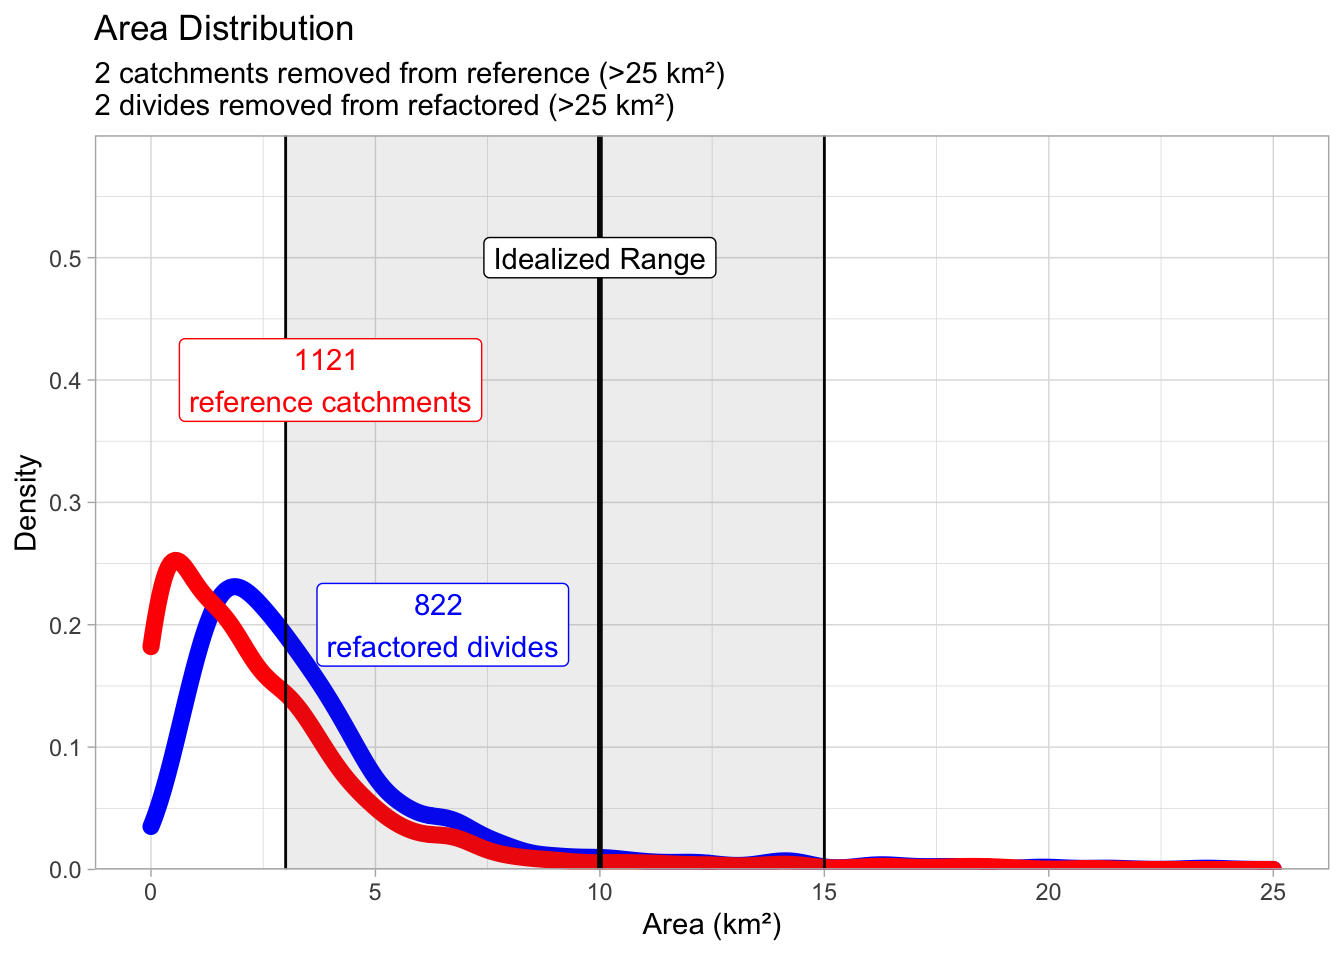 Area Distribution
2 catchments removed from reference (>25 km²)
2 divides removed from refactored (>25 km²)
Idealized Range
1121
reference catchments
822
refactored divides
Density
0.5
0.4
0.3
0.2
0.1
0.0
0
5
10
15
20
25
Area (km²)